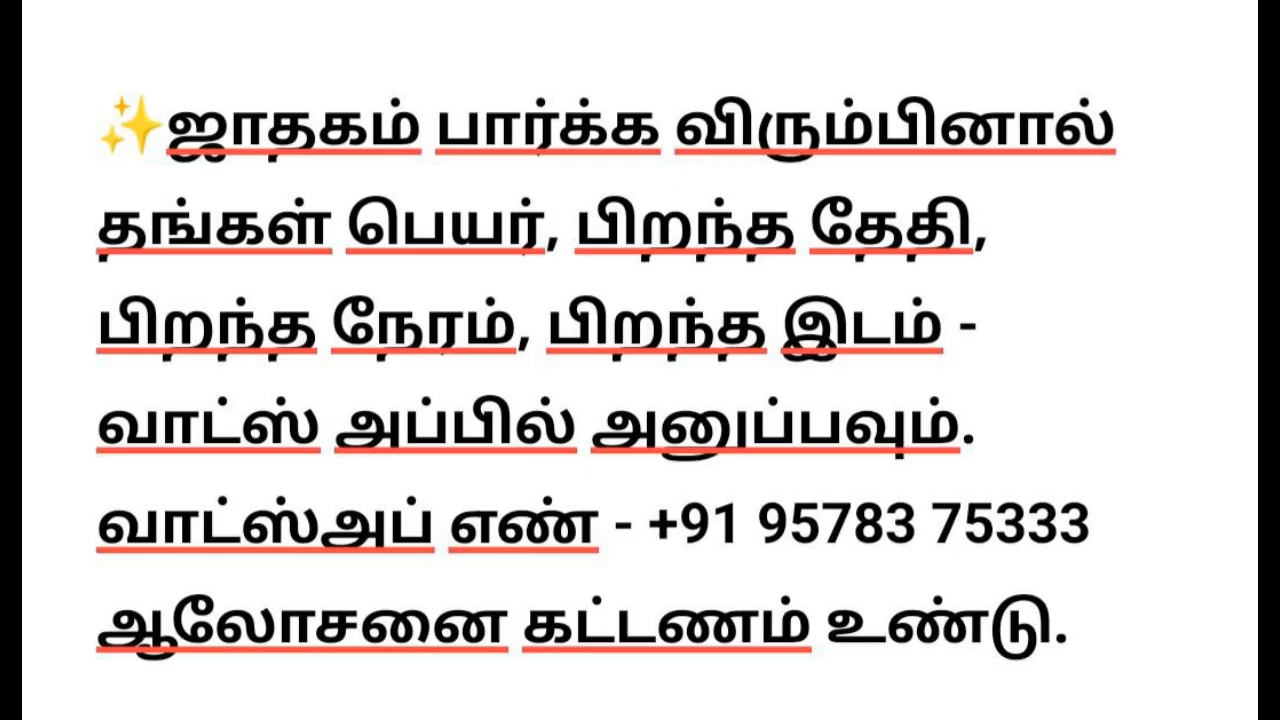 ✨ஜாதகம் பார்க்க விரும்பினால்
தங்கள் பெயர், பிறந்த தேதி,
பிறந்த நேரம், பிறந்த இடம் -
வாட்ஸ் அப்பில் அனுப்பவும்.
வாட்ஸ்அப் எண் - +91 95783 75333
ஆலோசனை கட்டணம் உண்டு.